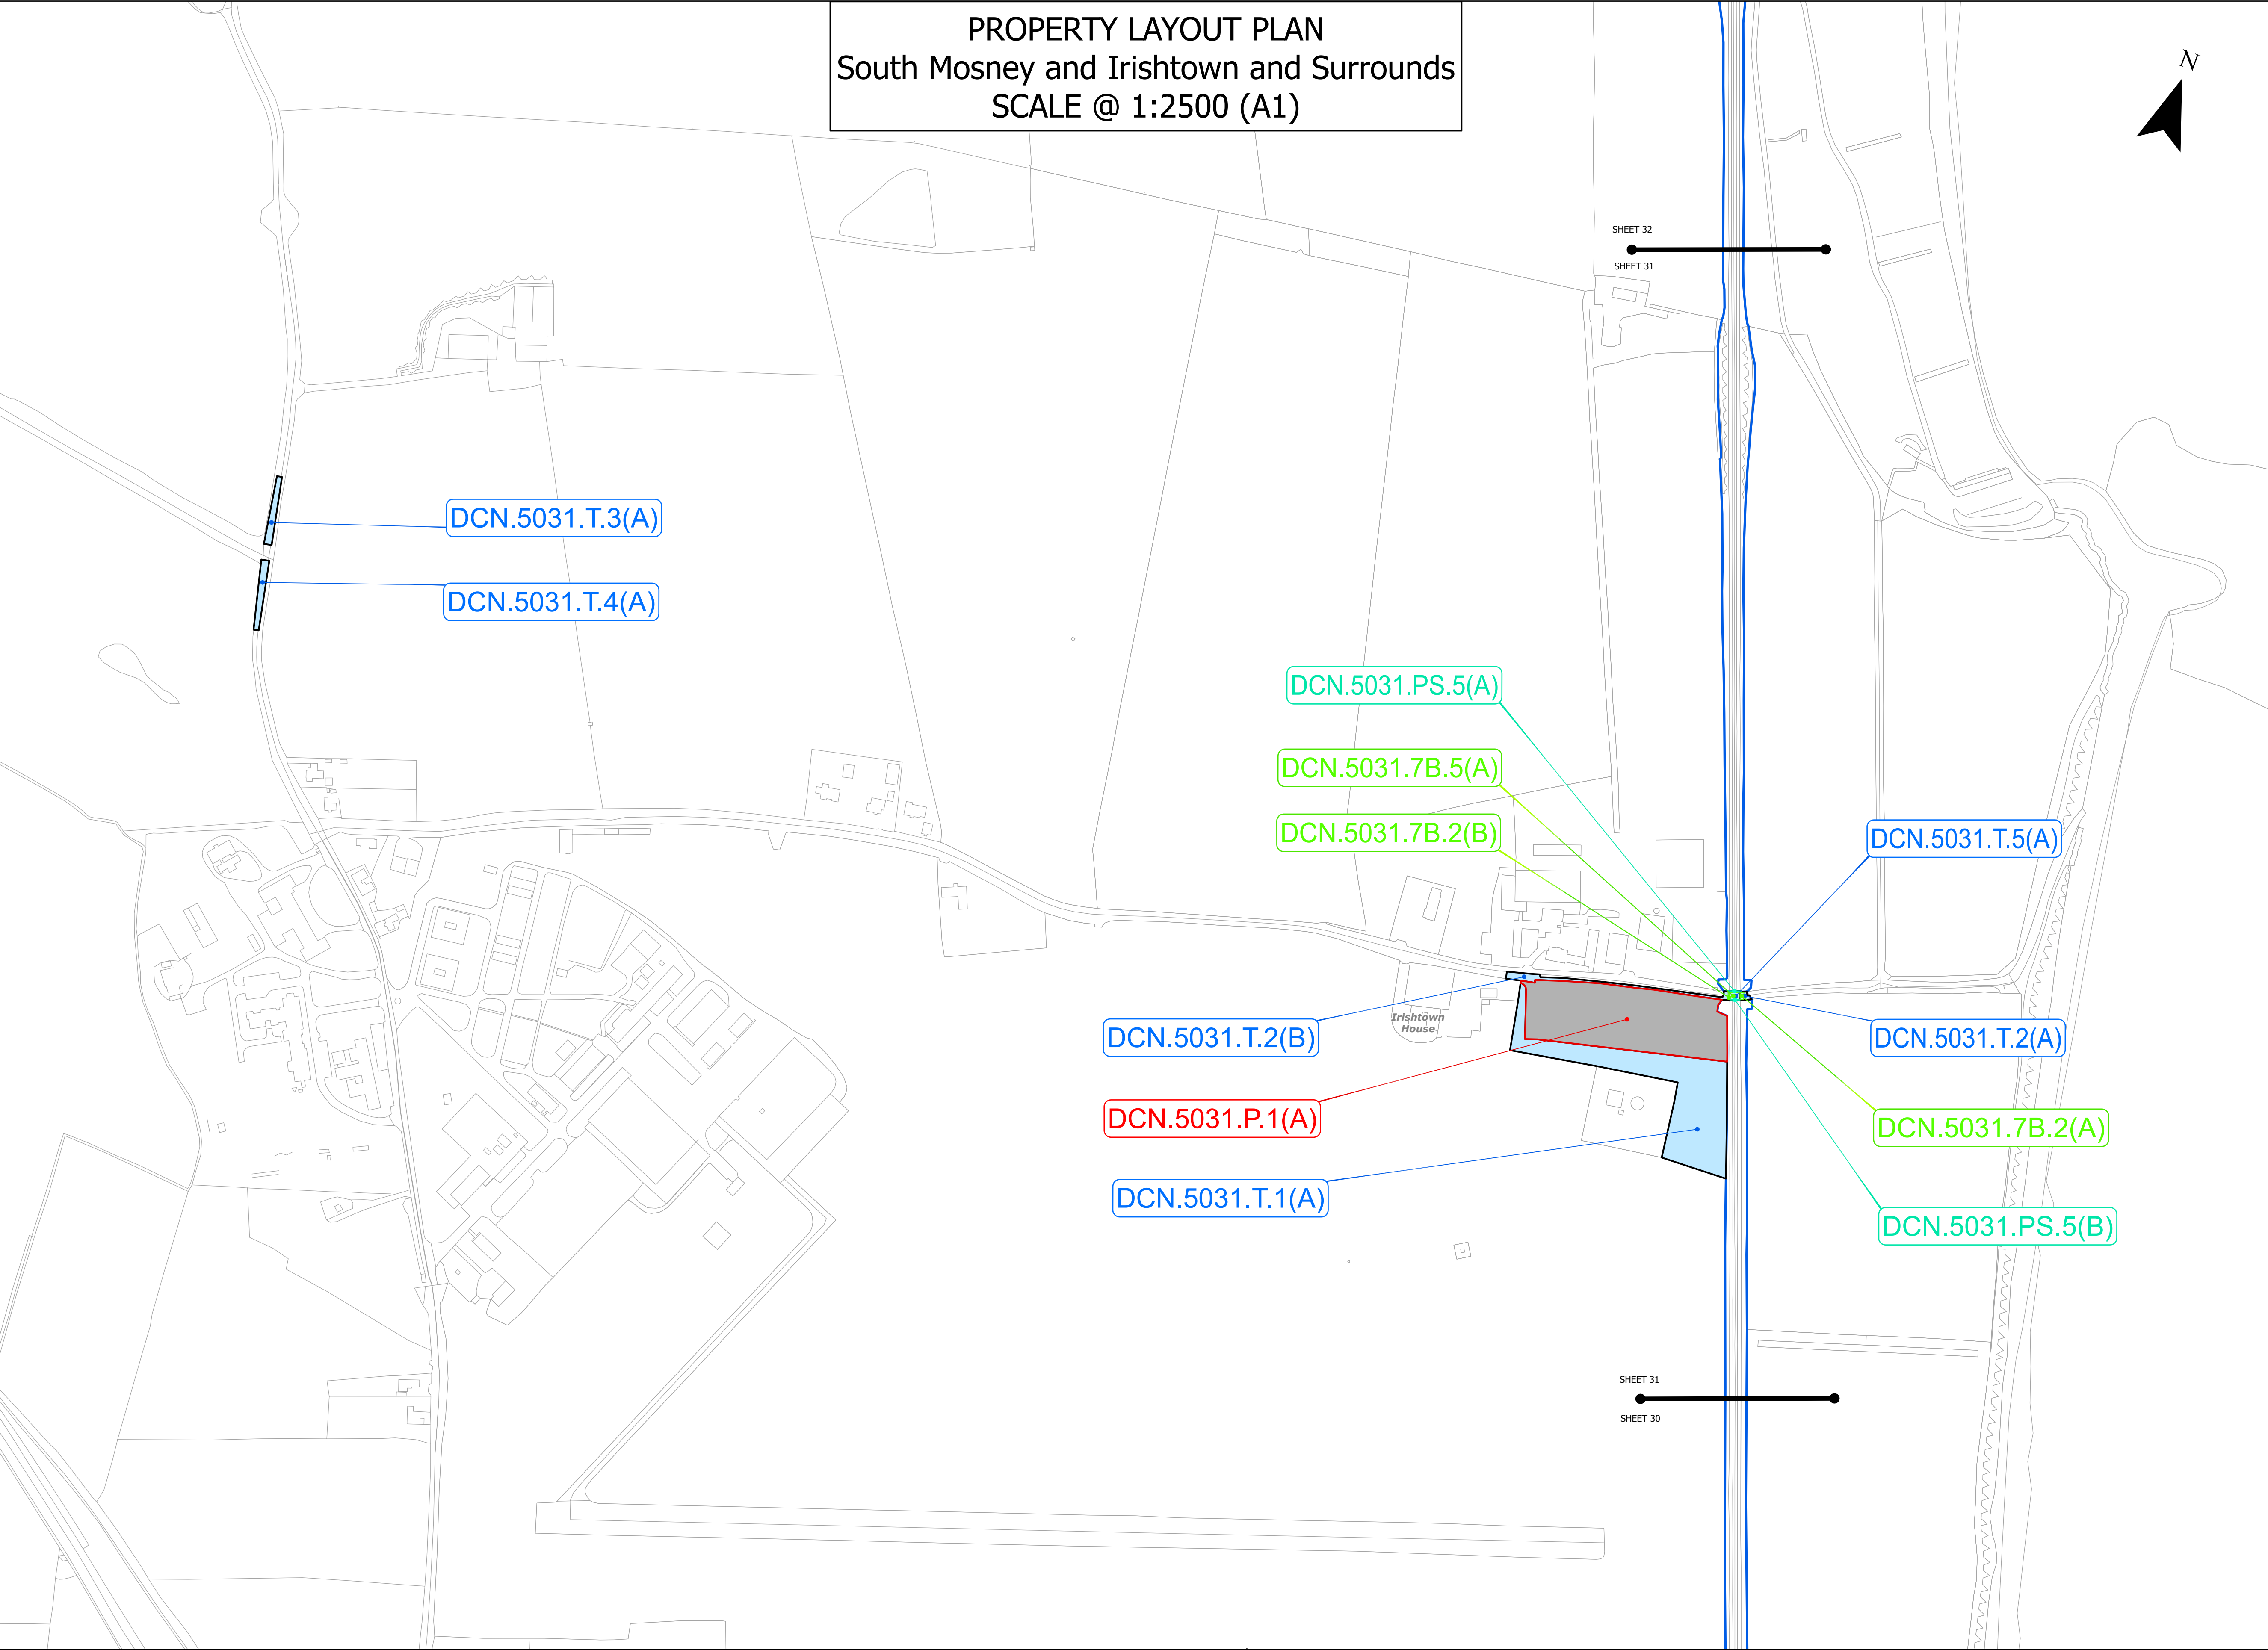 PROPERTY LAYOUT PLAN
South Mosney and Irishtown and Surrounds
SCALE @ 1:2500 (A1)
N
SHEET 32
SHEET 31
DCN.5031.T.3(A)
DCN.5031.T.4(A)
DCN.5031.PS.5(A)
DCN.5031.7B.5(A)
DCN.5031.7B.2(B)
DCN.5031.T.5(A)
Irishtown
House
DCN.5031.T.2(B)
DCN.5031.T.2(A)
DCN.5031.P.1(A)
DCN.5031.7B.2(A)
DCN.5031.T.1(A)
DCN.5031.PS.5(B)
SHEET 31
SHEET 30